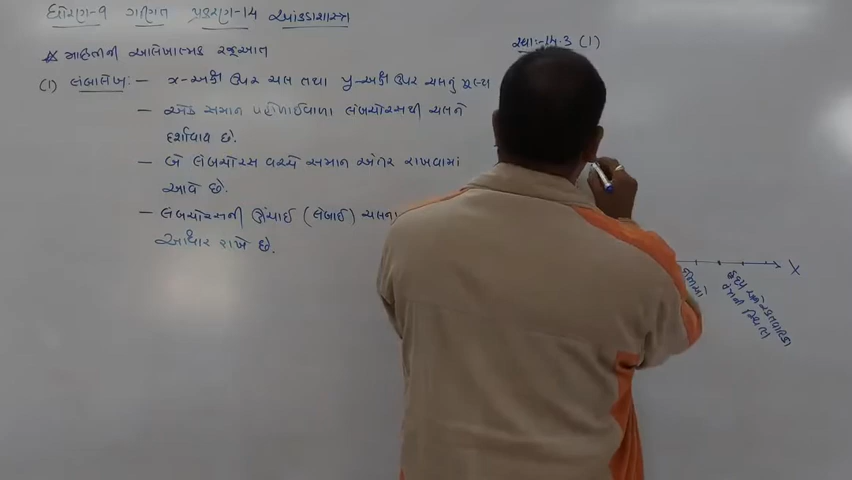 ધોરણ-૧ ગણિત પ્રકરણ-14 આંકડાશાસ્ત્ર
* માહિતીની આલેખાત્મક રજૂઆત
(1) લંબાલેખ :- x-અક્ષ ઉપર ચલ તથા y-અક્ષ ઉપર ચલનું મૂલ્ય
- એક સમાન પહોળાઈવાળા લંબચોરસથી ચલને
દર્શાવાય છે.
- બે લંબચોરસ વચ્ચે સમાન અંતર રાખવામાં
આવે છે.
- લંબચોરસની ઊંચાઈ (લંબાઈ) ચલના
આધાર રાખે છે.
સ્વા:-14.3 (1)
X